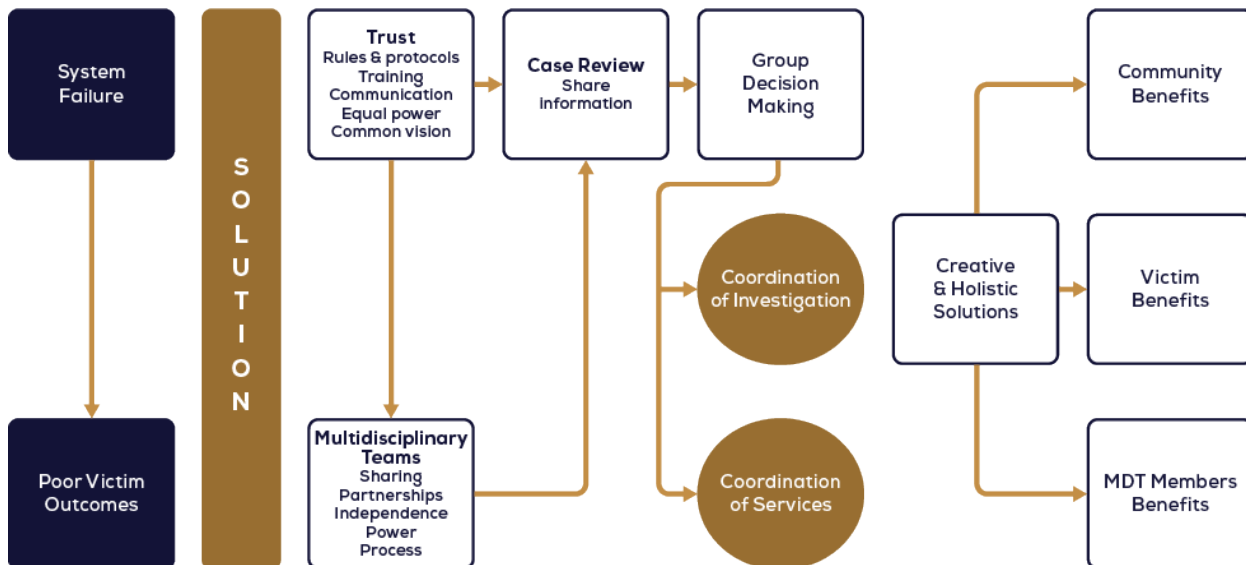 System
Failure
Poor Victim
Outcomes
SOLUTION
Trust
Rules & protocols
Training
Communication
Equal power
Common vision
Multidisciplinary
Teams
Sharing
Partnerships
Independence
Power
Process
Case Review
Share
information
Group
Decision
Making
Coordination
of Investigation
Coordination
of Services
Creative
& Holistic
Solutions
Community
Benefits
Victim
Benefits
MDT Members
Benefits